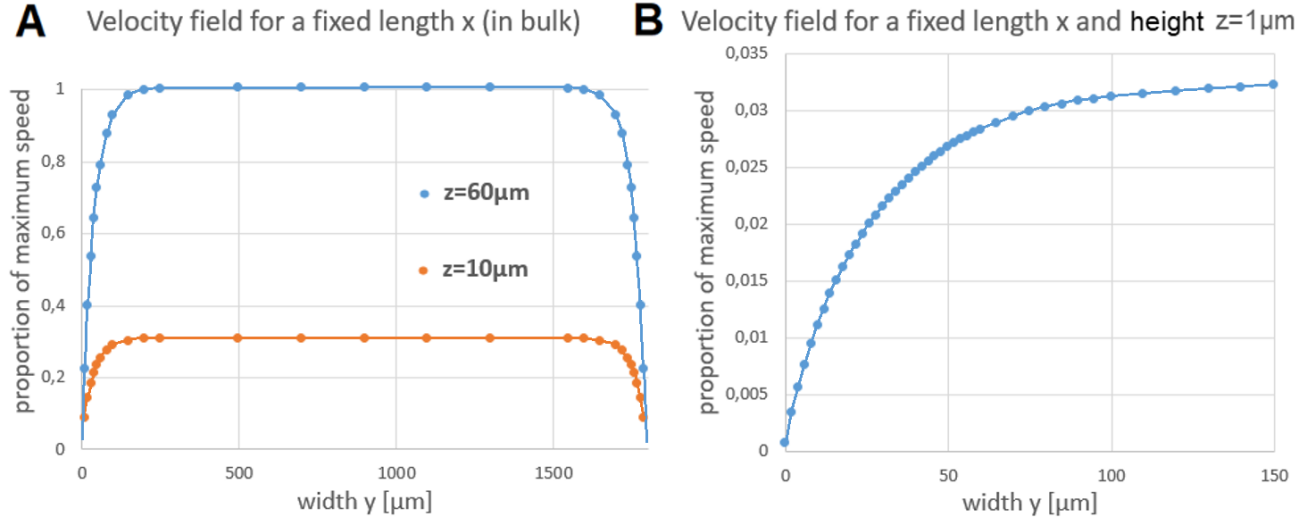 A
Velocity field for a fixed length x (in bulk)
proportion of maximum speed
1
0,8
0,6
0,4
0,2
0
z=60µm
z=10µm
0
500
1000
1500
width y [µm]
B
Velocity field for a fixed length x and height z=1µm
proportion of maximum speed
0,035
0,03
0,025
0,02
0,015
0,01
0,005
0
0
50
100
150
width y [µm]